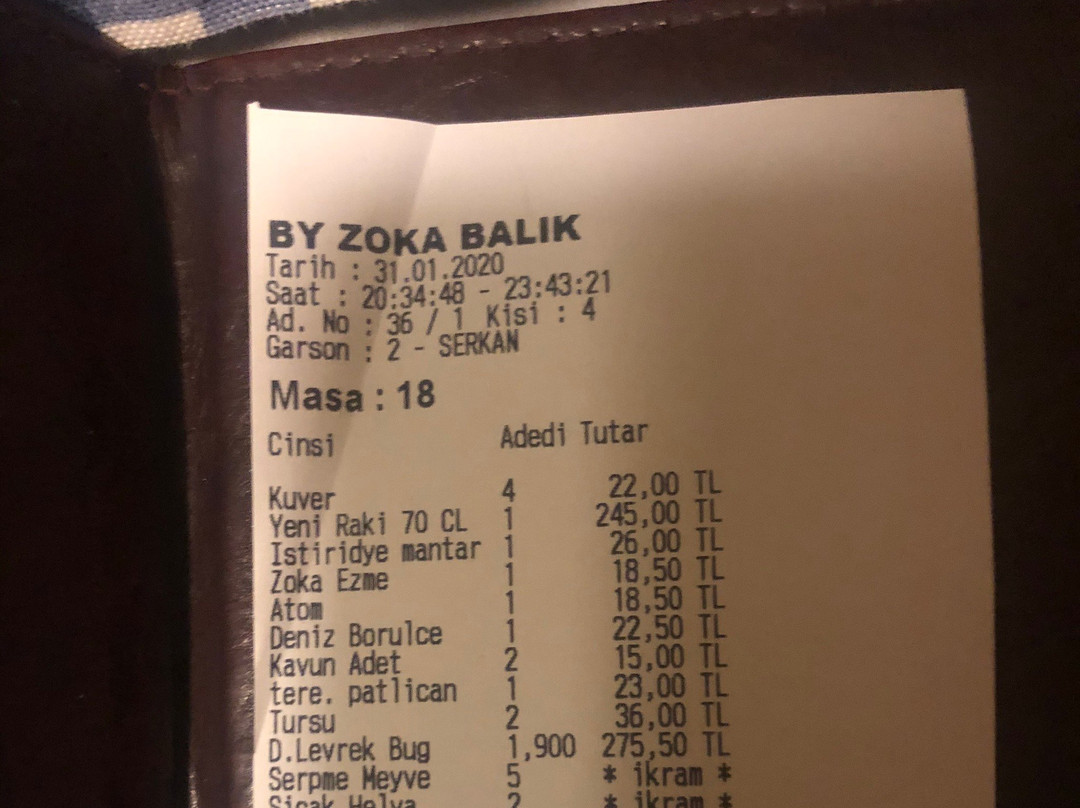 BY ZOKA BALIK
Tarih : 31.01.2020
Saat : 20:34:48 - 23:43:21
Ad. No : 36 / 1 Kisi : 4
Garson : 2 - SERKAN
Masa : 18
Cinsi Adedi Tutar
Kuver 4 22,00 TL
Yeni Raki 70 CL 1 245,00 TL
Istiridye mantar 1 26,00 TL
Zoka Ezme 1 18,50 TL
Atom 1 18,50 TL
Deniz Borulce 1 22,50 TL
Kavun Adet 2 15,00 TL
tere. patlican 1 23,00 TL
Tursu 2 36,00 TL
D.Levrek Bug 1,900 275,50 TL
Serpme Meyve 5 * ikram *
Sicak Helva 2 * ikram *